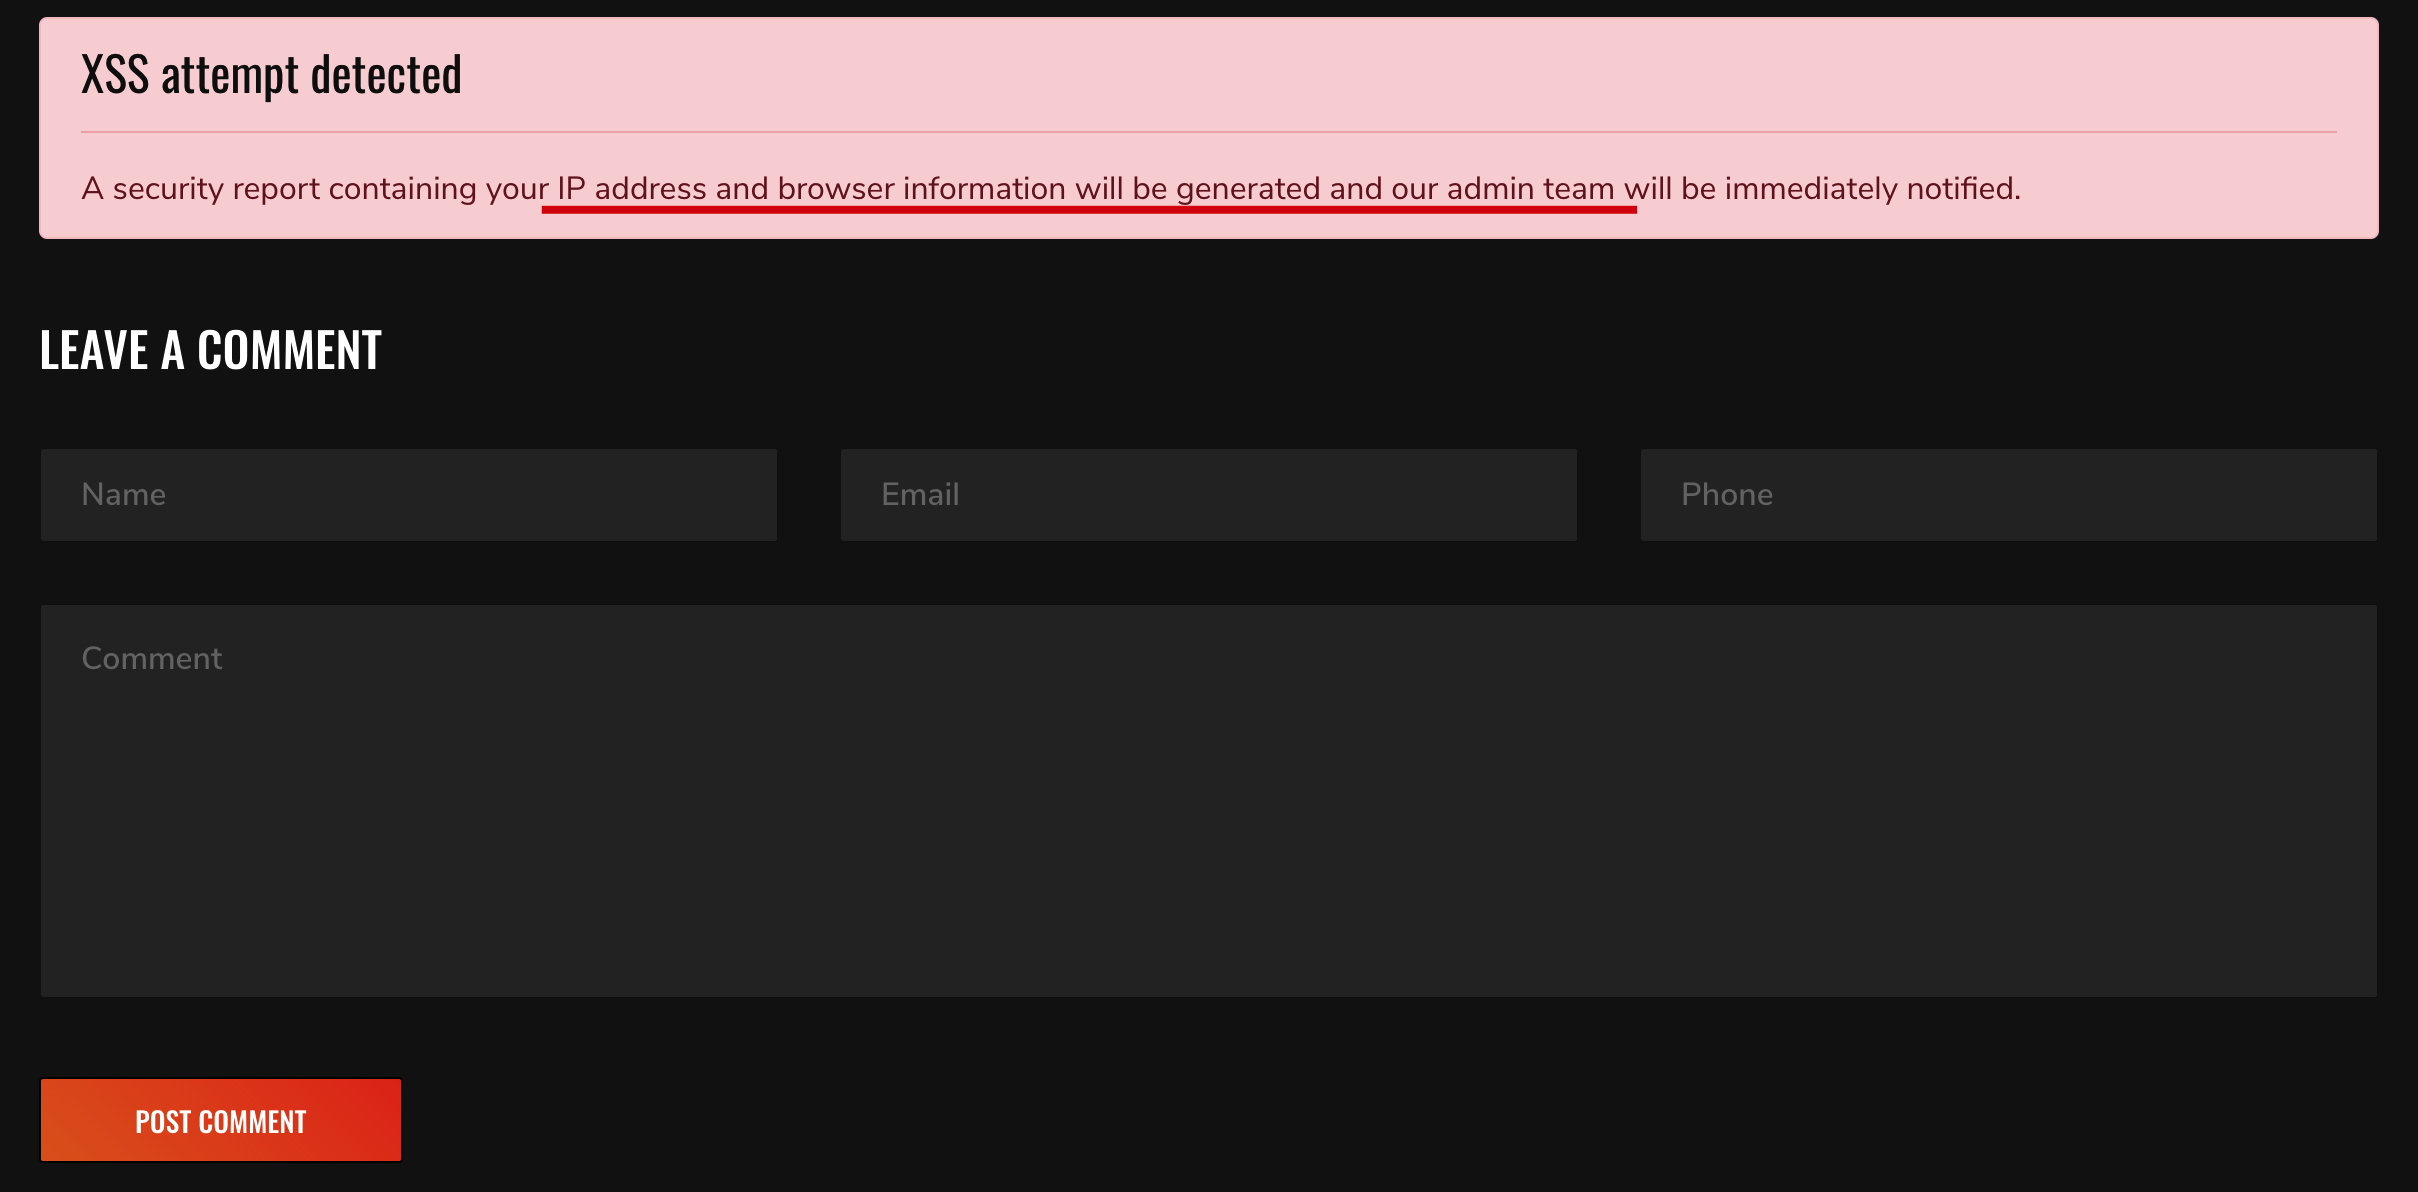 XSS attempt detected
A security report containing your IP address and browser information will be generated and our admin team will be immediately notified.
LEAVE A COMMENT
Name
Email
Phone
Comment
POST COMMENT